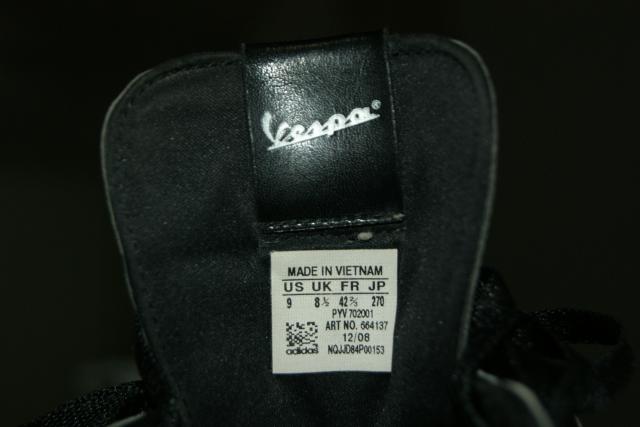 Vespa®
MADE IN VIETNAM
US UK FR JP
9 8½ 42⅔ 270
PYV 702001
ART NO. 664137
12/08
adidas NQJJD84P00153